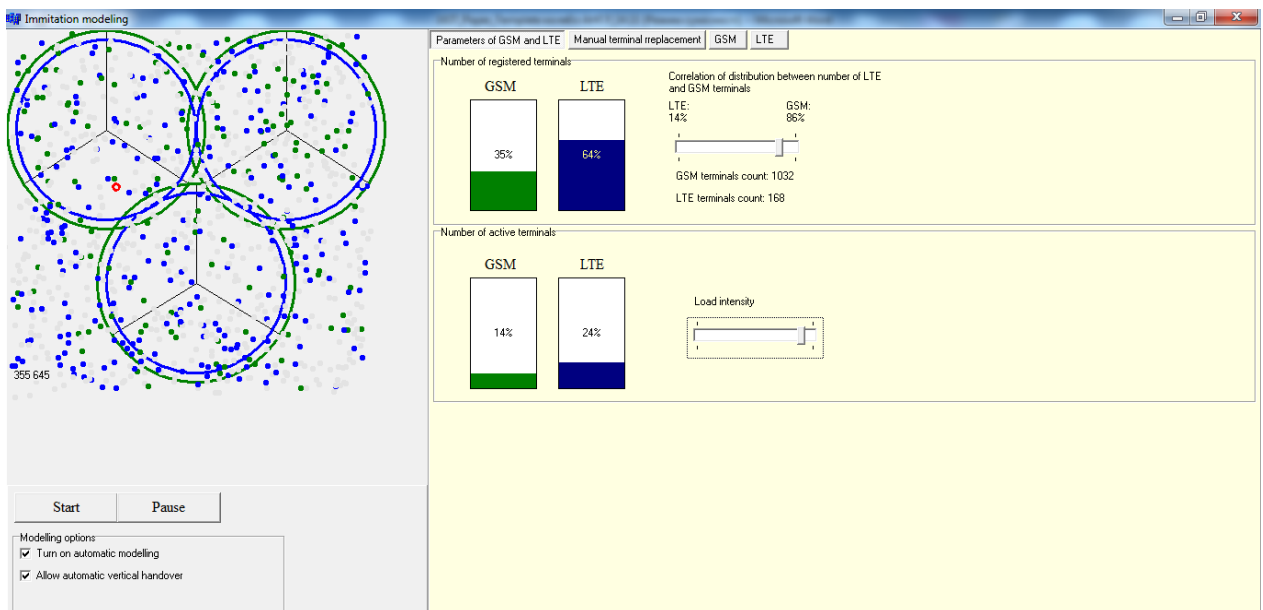 Immitation modeling
Parameters of GSM and LTE
Manual terminal rreplacement
GSM
LTE
Number of registered terminals
GSM
LTE
35%
64%
Correlation of distribution between number of LTE
and GSM terminals
LTE:
GSM:
14%
86%
GSM terminals count: 1032
LTE terminals count: 168
Number of active terminals
GSM
LTE
14%
24%
Load intensity
355 645
Start
Pause
Modelling options
Turn on automatic modelling
Allow automatic vertical handover